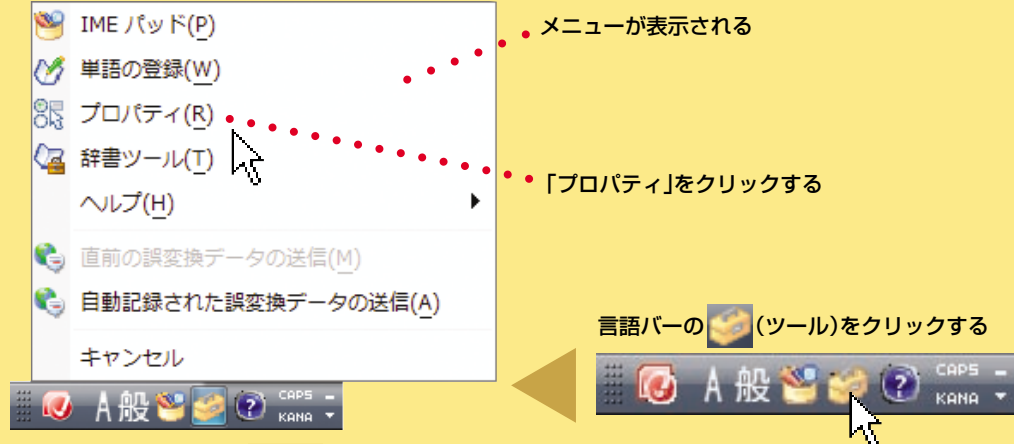 IME パッド(P)
単語の登録(W)
プロパティ(R)
辞書ツール(T)
ヘルプ(H)
直前の誤変換データの送信(M)
自動記録された誤変換データの送信(A)
キャンセル
A 般 ? CAPS
KANA
メニューが表示される
「プロパティ」をクリックする
言語バーの (ツール)をクリックする
A 般 ? CAPS
KANA